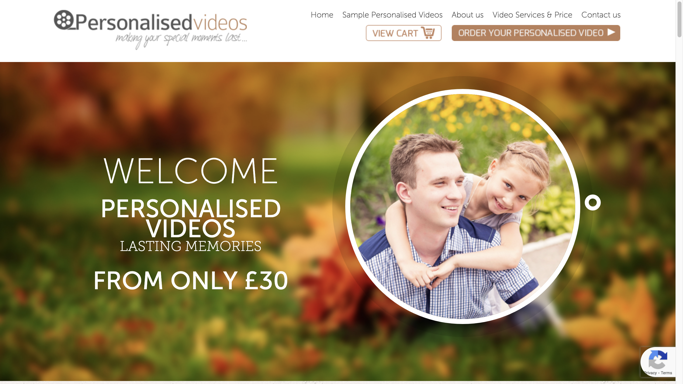 Personalisedvideos
making your special moments last...
Home Sample Personalised Videos About us Video Services & Price Contact us
VIEW CART ORDER YOUR PERSONALISED VIDEO
WELCOME
PERSONALISED
VIDEOS
LASTING MEMORIES
FROM ONLY £30
Privacy - Terms